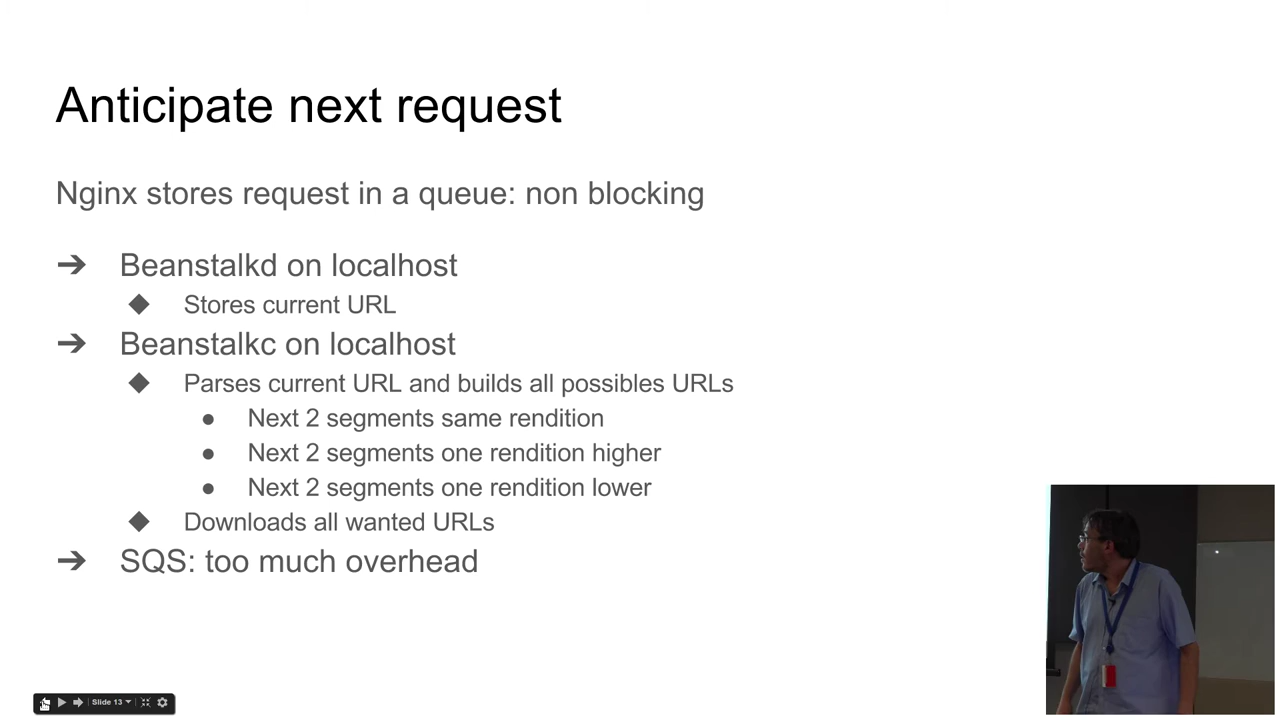 Anticipate next request
Nginx stores request in a queue: non blocking
Beanstalkd on localhost
Stores current URL
Beanstalkc on localhost
Parses current URL and builds all possibles URLs
Next 2 segments same rendition
Next 2 segments one rendition higher
Next 2 segments one rendition lower
Downloads all wanted URLs
SQS: too much overhead
Slide 13